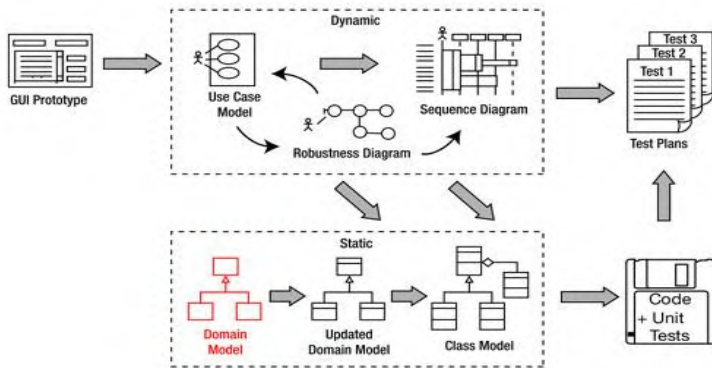 Dynamic
GUI Prototype
Use Case
Model
Robustness Diagram
Sequence Diagram
Test 3
Test 2
Test 1
Test Plans
Static
Domain
Model
Updated
Domain Model
Class Model
Code
+ Unit
Tests